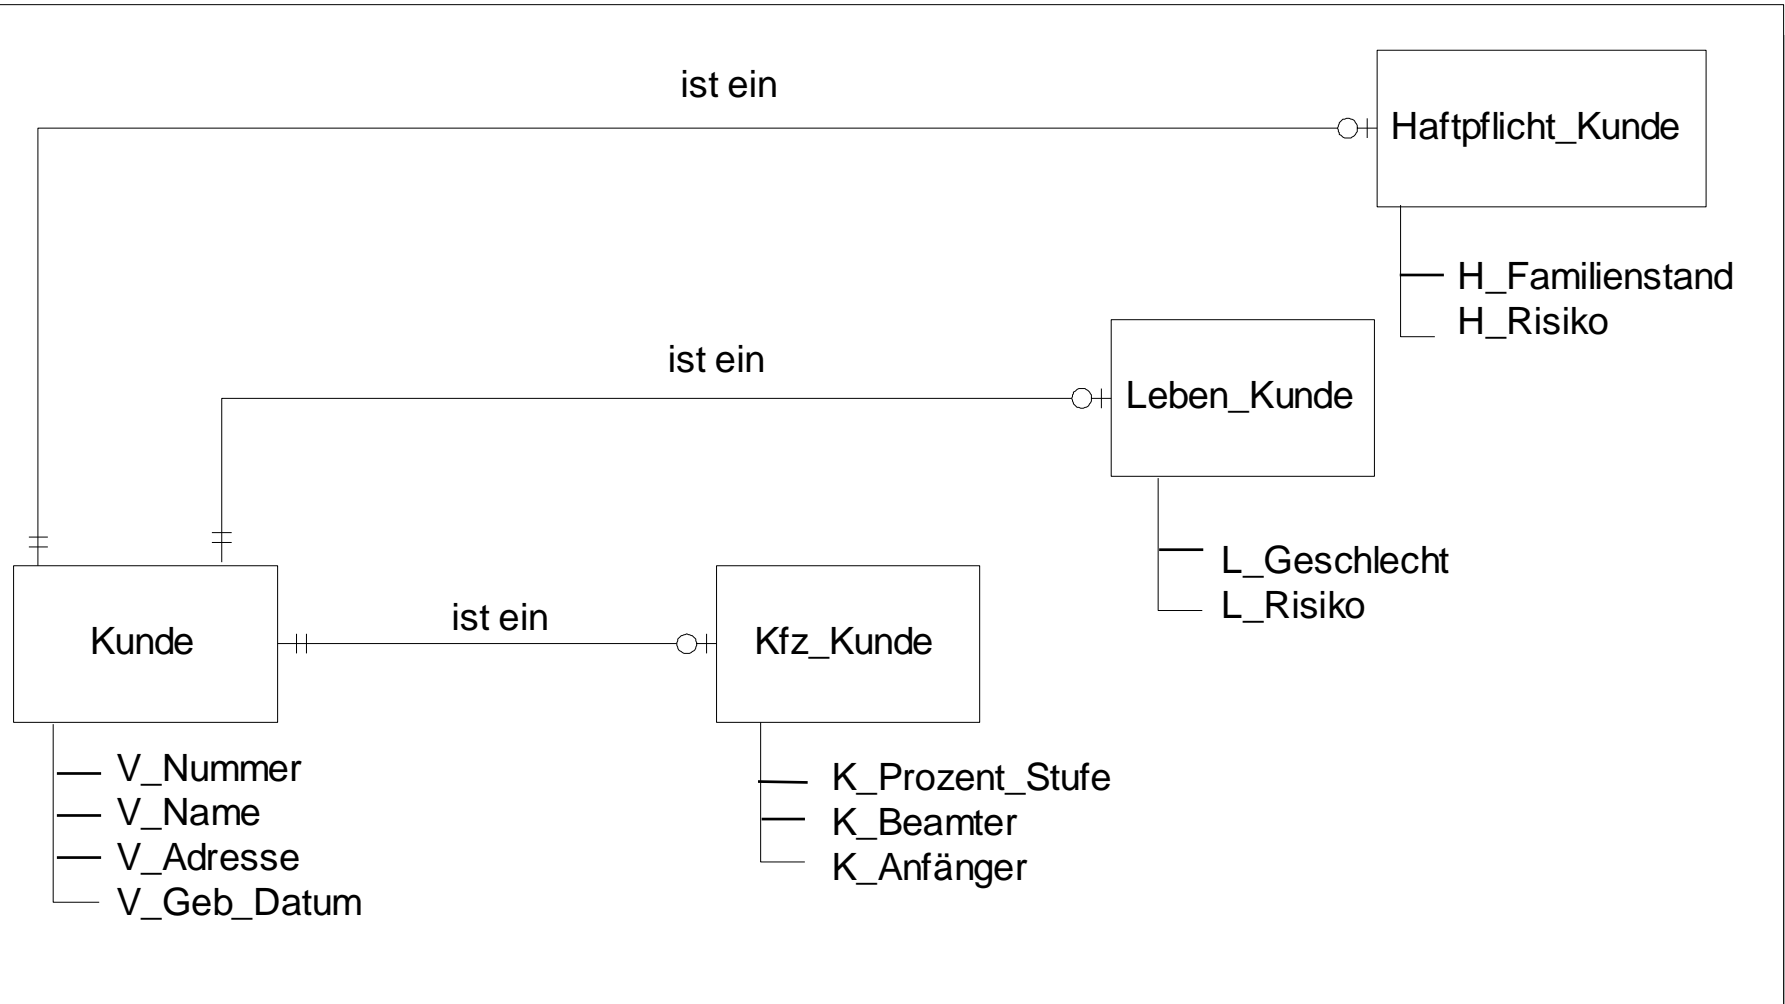 ist ein
Haftpflicht_Kunde
H_Familienstand
H_Risiko
ist ein
Leben_Kunde
L_Geschlecht
L_Risiko
Kunde
ist ein
Kfz_Kunde
V_Nummer
V_Name
V_Adresse
V_Geb_Datum
K_Prozent_Stufe
K_Beamter
K_Anfänger